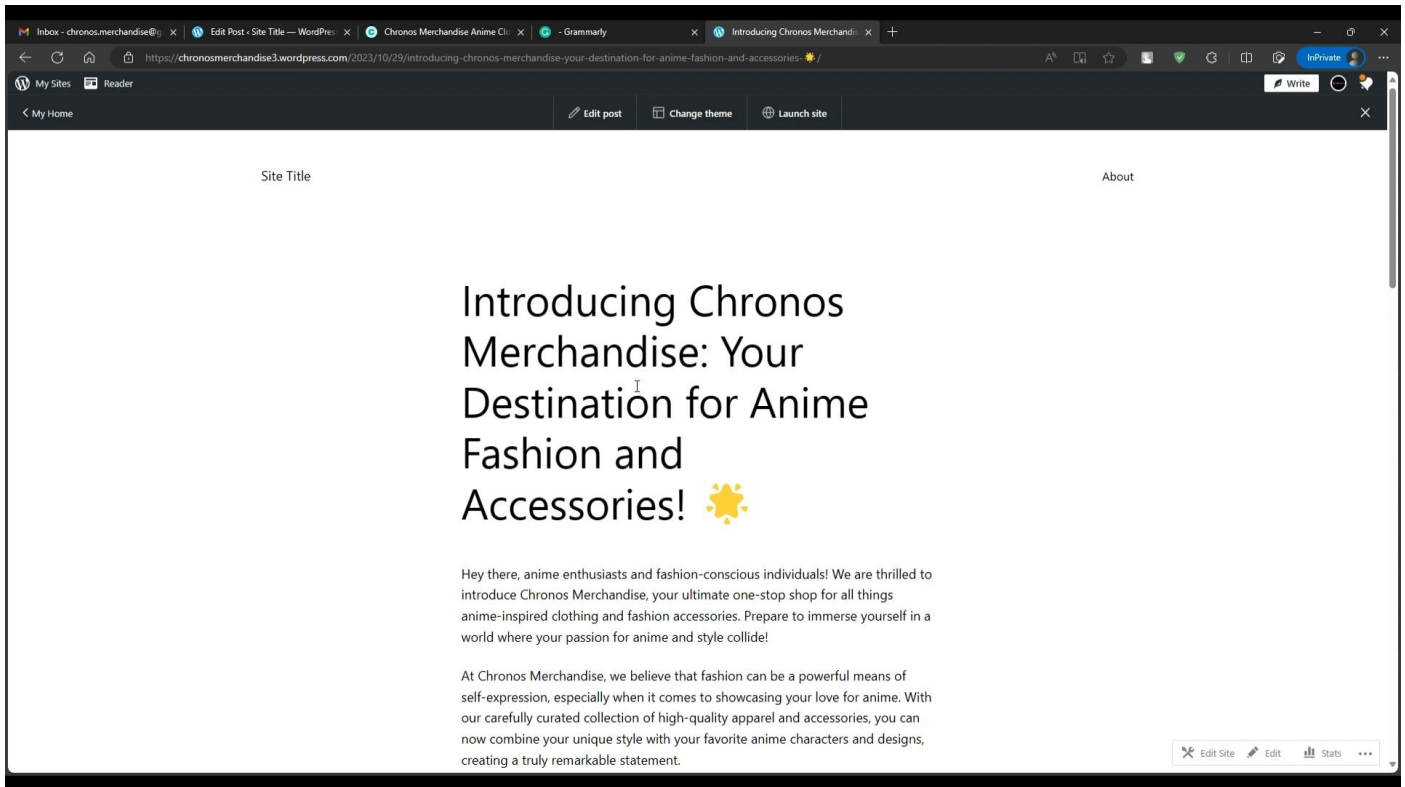 Inbox - chronos.merchandise@g
Edit Post ‹ Site Title — WordPres
Chronos Merchandise Anime Clo
- Grammarly
Introducing Chronos Merchandis
https://chronosmerchandise3.wordpress.com/2023/10/29/introducing-chronos-merchandise-your-destination-for-anime-fashion-and-accessories-🌟/
InPrivate
My Sites
Reader
Write
My Home
Edit post
Change theme
Launch site
Site Title
About
Introducing Chronos
Merchandise: Your
Destination for Anime
Fashion and
Accessories! 🌟
Hey there, anime enthusiasts and fashion-conscious individuals! We are thrilled to
introduce Chronos Merchandise, your ultimate one-stop shop for all things
anime-inspired clothing and fashion accessories. Prepare to immerse yourself in a
world where your passion for anime and style collide!
At Chronos Merchandise, we believe that fashion can be a powerful means of
self-expression, especially when it comes to showcasing your love for anime. With
our carefully curated collection of high-quality apparel and accessories, you can
now combine your unique style with your favorite anime characters and designs,
creating a truly remarkable statement.
Edit Site
Edit
Stats